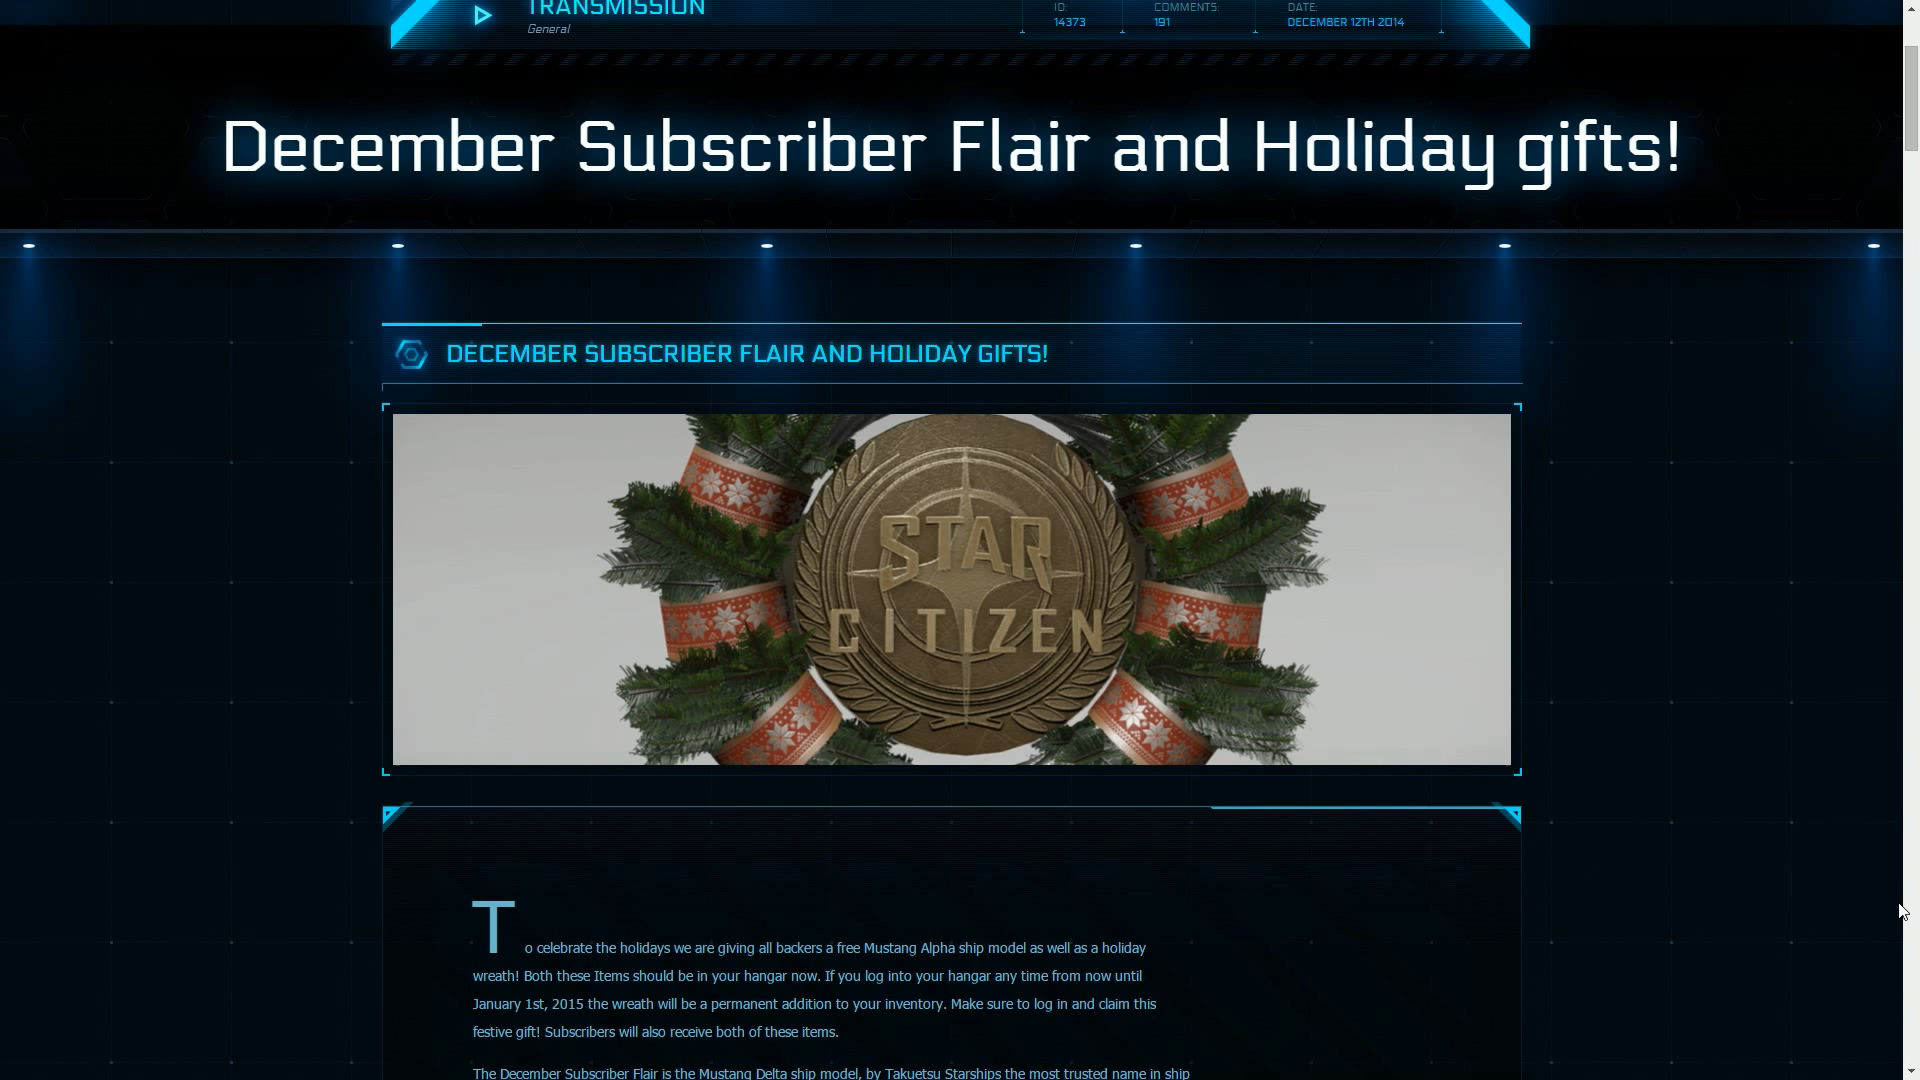 TRANSMISSION
General
ID:
14373
COMMENTS:
191
DATE:
DECEMBER 12TH 2014
December Subscriber Flair and Holiday gifts!
DECEMBER SUBSCRIBER FLAIR AND HOLIDAY GIFTS!
STAR
CITIZEN
To celebrate the holidays we are giving all backers a free Mustang Alpha ship model as well as a holiday
wreath! Both these Items should be in your hangar now. If you log into your hangar any time from now until
January 1st, 2015 the wreath will be a permanent addition to your inventory. Make sure to log in and claim this
festive gift! Subscribers will also receive both of these items.
The December Subscriber Flair is the Mustang Delta ship model, by Takuetsu Starships the most trusted name in ship